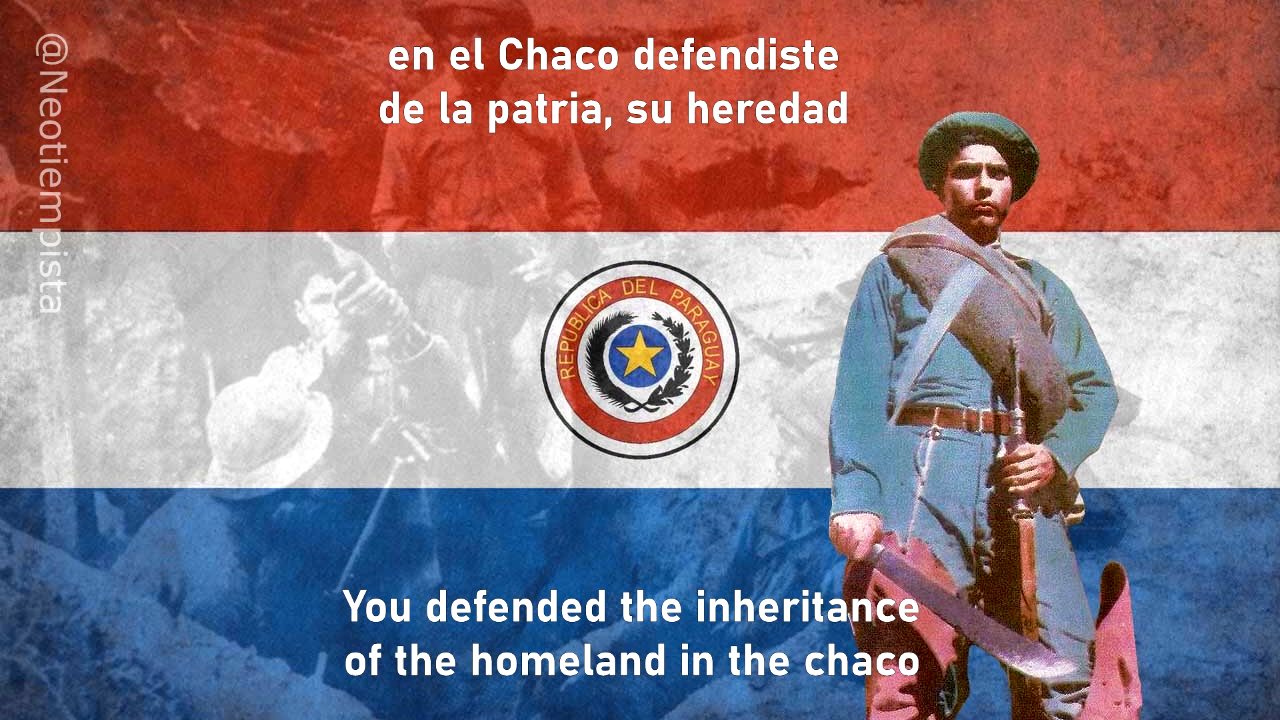 @Neotiempista
en el Chaco defendiste
de la patria, su heredad
REPUBLICA DEL PARAGUAY
You defended the inheritance
of the homeland in the chaco